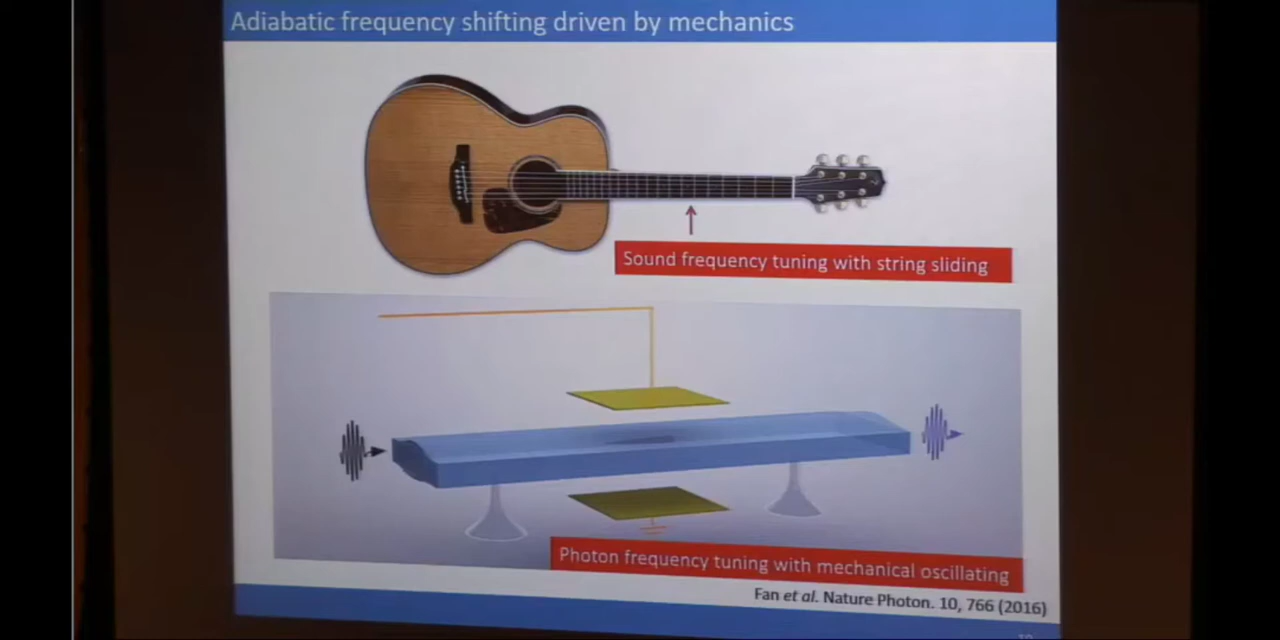 Adiabatic frequency shifting driven by mechanics
Sound frequency tuning with string sliding
Photon frequency tuning with mechanical oscillating
Fan et al. Nature Photon. 10, 766 (2016)